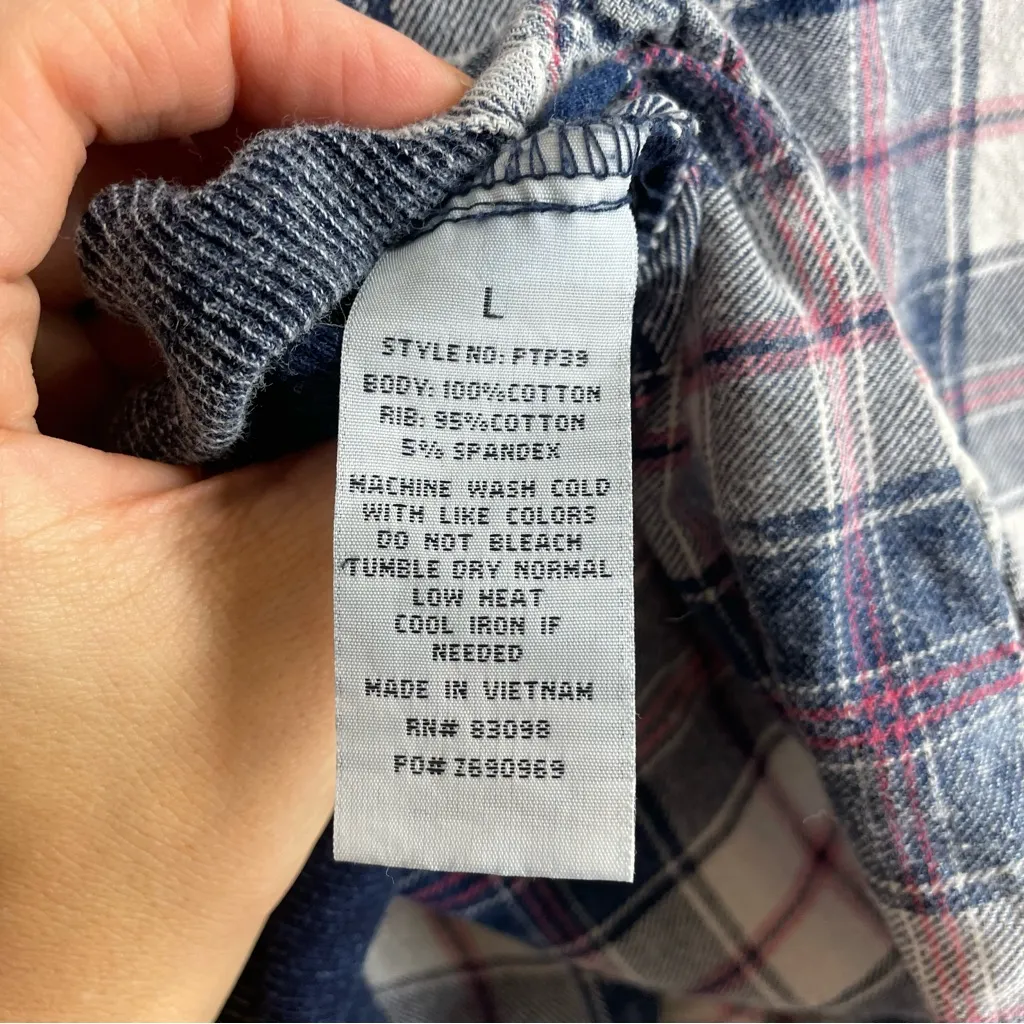 L
STYLE NO: PTP39
BODY: 100%COTTON
RIB: 95%COTTON
5% SPANDEX
MACHINE WASH COLD
WITH LIKE COLORS
DO NOT BLEACH
TUMBLE DRY NORMAL
LOW HEAT
COOL IRON IF
NEEDED
MADE IN VIETNAM
RN# 83098
PO# 1690969